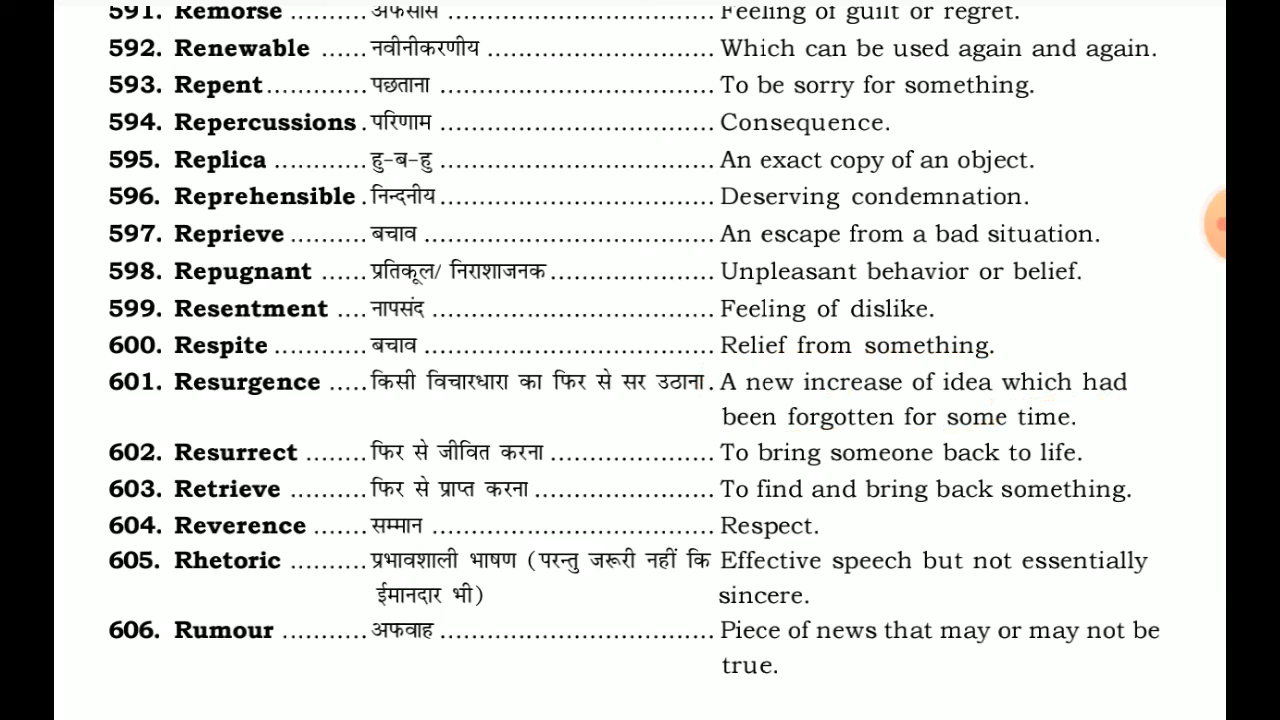 591. Remorse ..........अफसोस ................................... Feeling of guilt or regret.
592. Renewable ......नवीनीकरणीय ............................. Which can be used again and again.
593. Repent.............पछताना ................................... To be sorry for something.
594. Repercussions .परिणाम ................................... Consequence.
595. Replica ............हु-ब-हु ................................... An exact copy of an object.
596. Reprehensible .निन्दनीय................................... Deserving condemnation.
597. Reprieve ..........बचाव ..................................... An escape from a bad situation.
598. Repugnant ......प्रतिकूल/ निराशाजनक..................... Unpleasant behavior or belief.
599. Resentment ....नापसंद .................................... Feeling of dislike.
600. Respite ............बचाव ..................................... Relief from something.
601. Resurgence .....किसी विचारधारा का फिर से सर उठाना. A new increase of idea which had
been forgotten for some time.
602. Resurrect ........फिर से जीवित करना ..................... To bring someone back to life.
603. Retrieve ..........फिर से प्राप्त करना ....................... To find and bring back something.
604. Reverence .......सम्मान .................................... Respect.
605. Rhetoric ..........प्रभावशाली भाषण (परन्तु जरूरी नहीं कि Effective speech but not essentially
ईमानदार भी) sincere.
606. Rumour ...........अफवाह ................................... Piece of news that may or may not be
true.